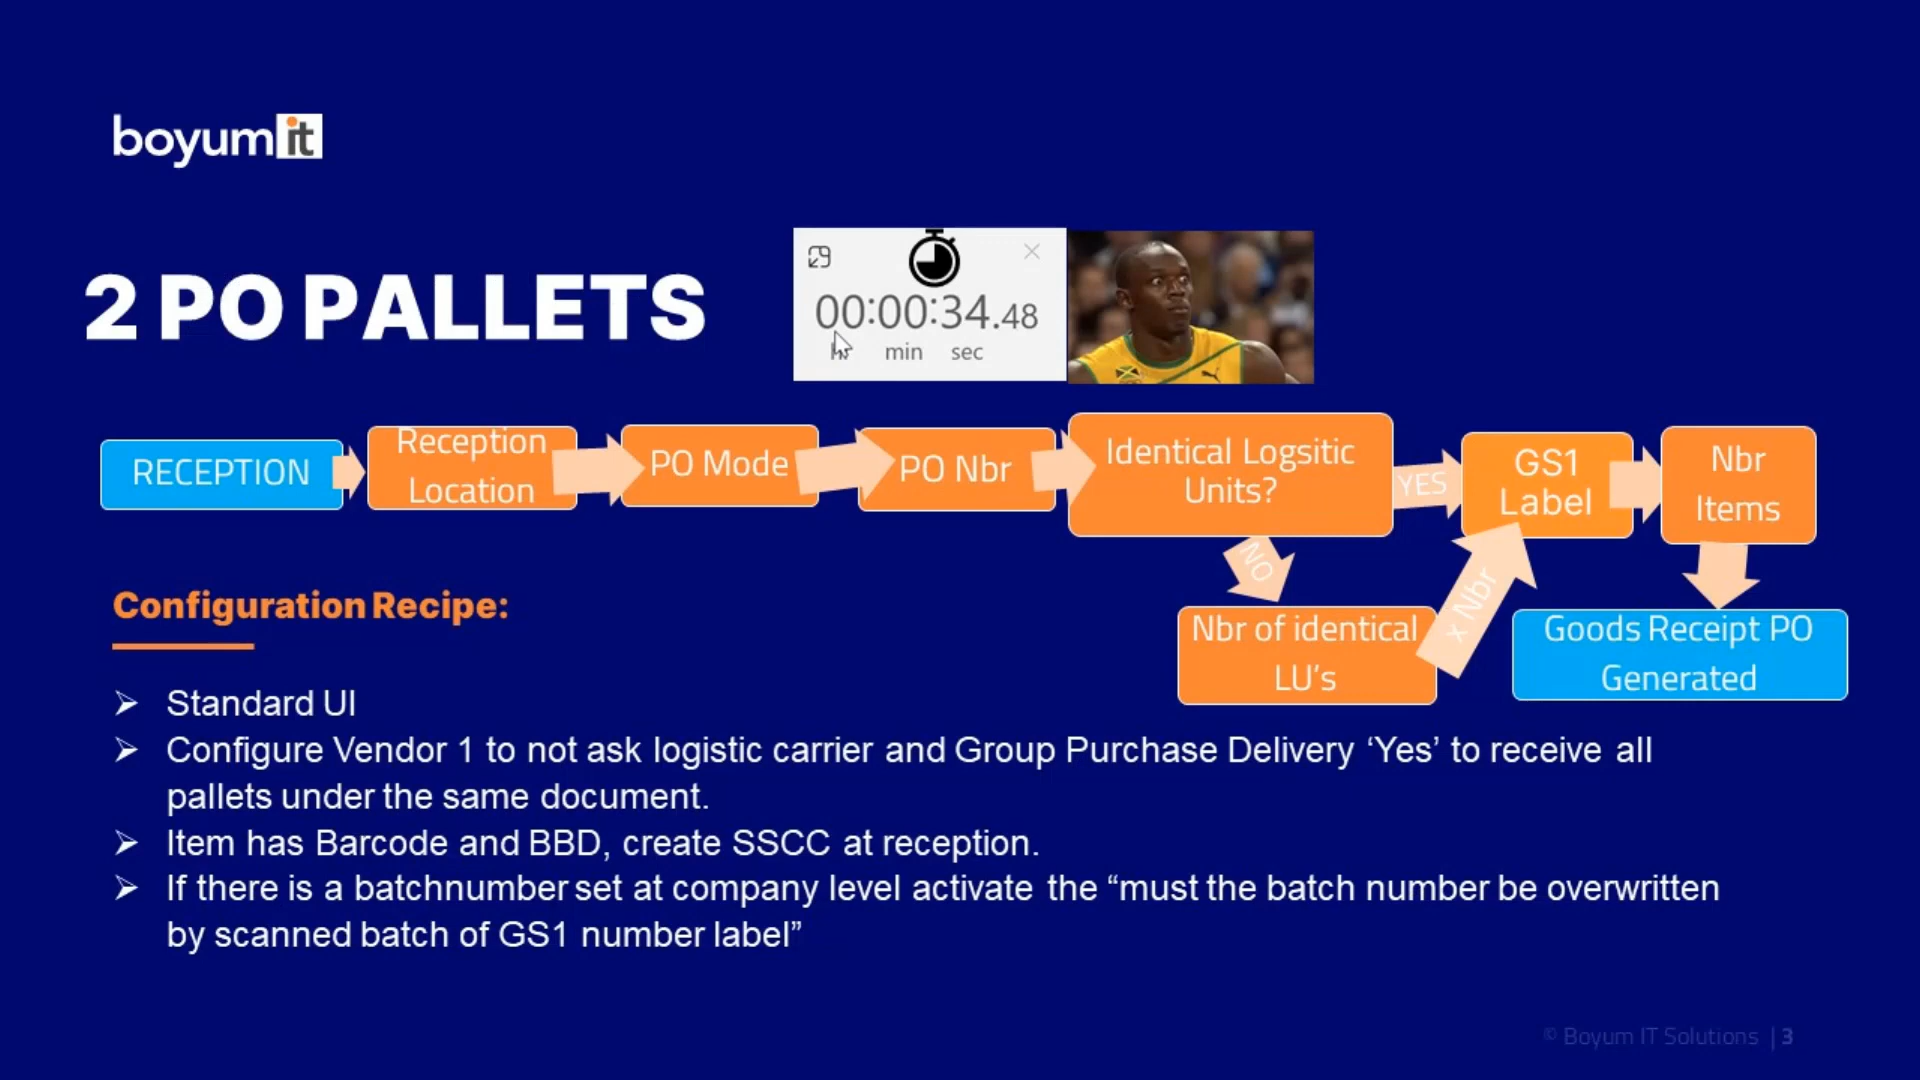 boyumit
2 PO PALLETS
00:00:34.48
hr min sec
RECEPTION
Reception
Location
PO Mode
PO Nbr
Identical Logsitic
Units?
YES
GS1
Label
Nbr
Items
NO
x Nbr
Nbr of identical
LU's
Goods Receipt PO
Generated
Configuration Recipe:
Standard UI
Configure Vendor 1 to not ask logistic carrier and Group Purchase Delivery ‘Yes’ to receive all
pallets under the same document.
Item has Barcode and BBD, create SSCC at reception.
If there is a batchnumber set at company level activate the “must the batch number be overwritten
by scanned batch of GS1 number label”
© Boyum IT Solutions | 3